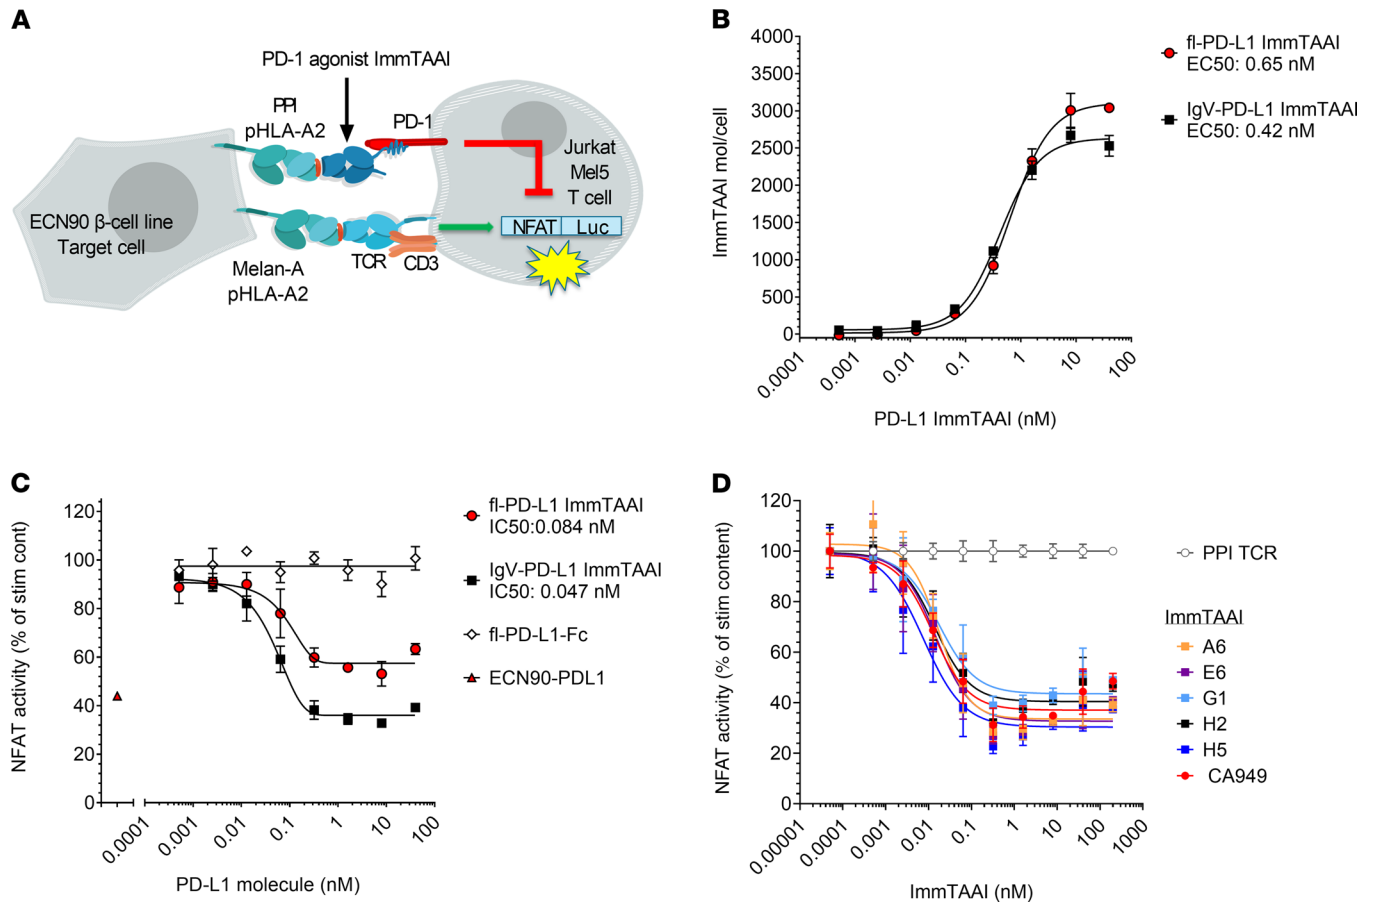 A
PD-1 agonist ImmTAAI
PPI
pHLA-A2
PD-1
Jurkat
Mel5
T cell
ECN90 β-cell line
Target cell
NFAT Luc
Melan-A
pHLA-A2
TCR
CD3
B
4000
3500
3000
2500
2000
1500
1000
500
0
ImmTAAI mol/cell
0.0001 0.001 0.01 0.1 1 10 100
PD-L1 ImmTAAI (nM)
fl-PD-L1 ImmTAAI
EC50: 0.65 nM
IgV-PD-L1 ImmTAAI
EC50: 0.42 nM
C
120
100
80
60
40
20
0
NFAT activity (% of stim cont)
0.0001 0.001 0.01 0.1 1 10 100
PD-L1 molecule (nM)
fl-PD-L1 ImmTAAI
IC50:0.084 nM
IgV-PD-L1 ImmTAAI
IC50: 0.047 nM
fl-PD-L1-Fc
ECN90-PDL1
D
120
100
80
60
40
20
0
NFAT activity (% of stim content)
0.00001 0.0001 0.001 0.01 0.1 1 10 100 1000
ImmTAAI (nM)
PPI TCR
ImmTAAI
A6
E6
G1
H2
H5
CA949